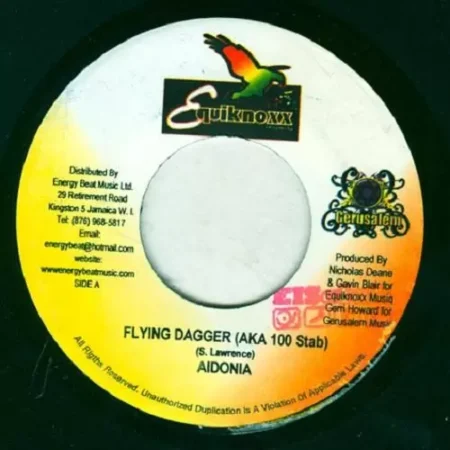 Equiknoxx
Distributed By
Energy Beat Music Ltd.
29 Retirement Road
Kingston 5 Jamaica W. I.
Tel: (876) 968-5817
Email:
energybeat@hotmail.com
website:
www.energybeatmusic.com
SIDE A
Gerusalem
Produced By
Nicholas Deane
& Gavin Blair for
Equiknoxx Musiq
Gerri Howard for
Gerusalem Music
FLYING DAGGER (AKA 100 Stab)
(S. Lawrence)
AIDONIA
All Rigths Reserved. Unauthorized Duplication Is A Violation Of Applicable Laws.